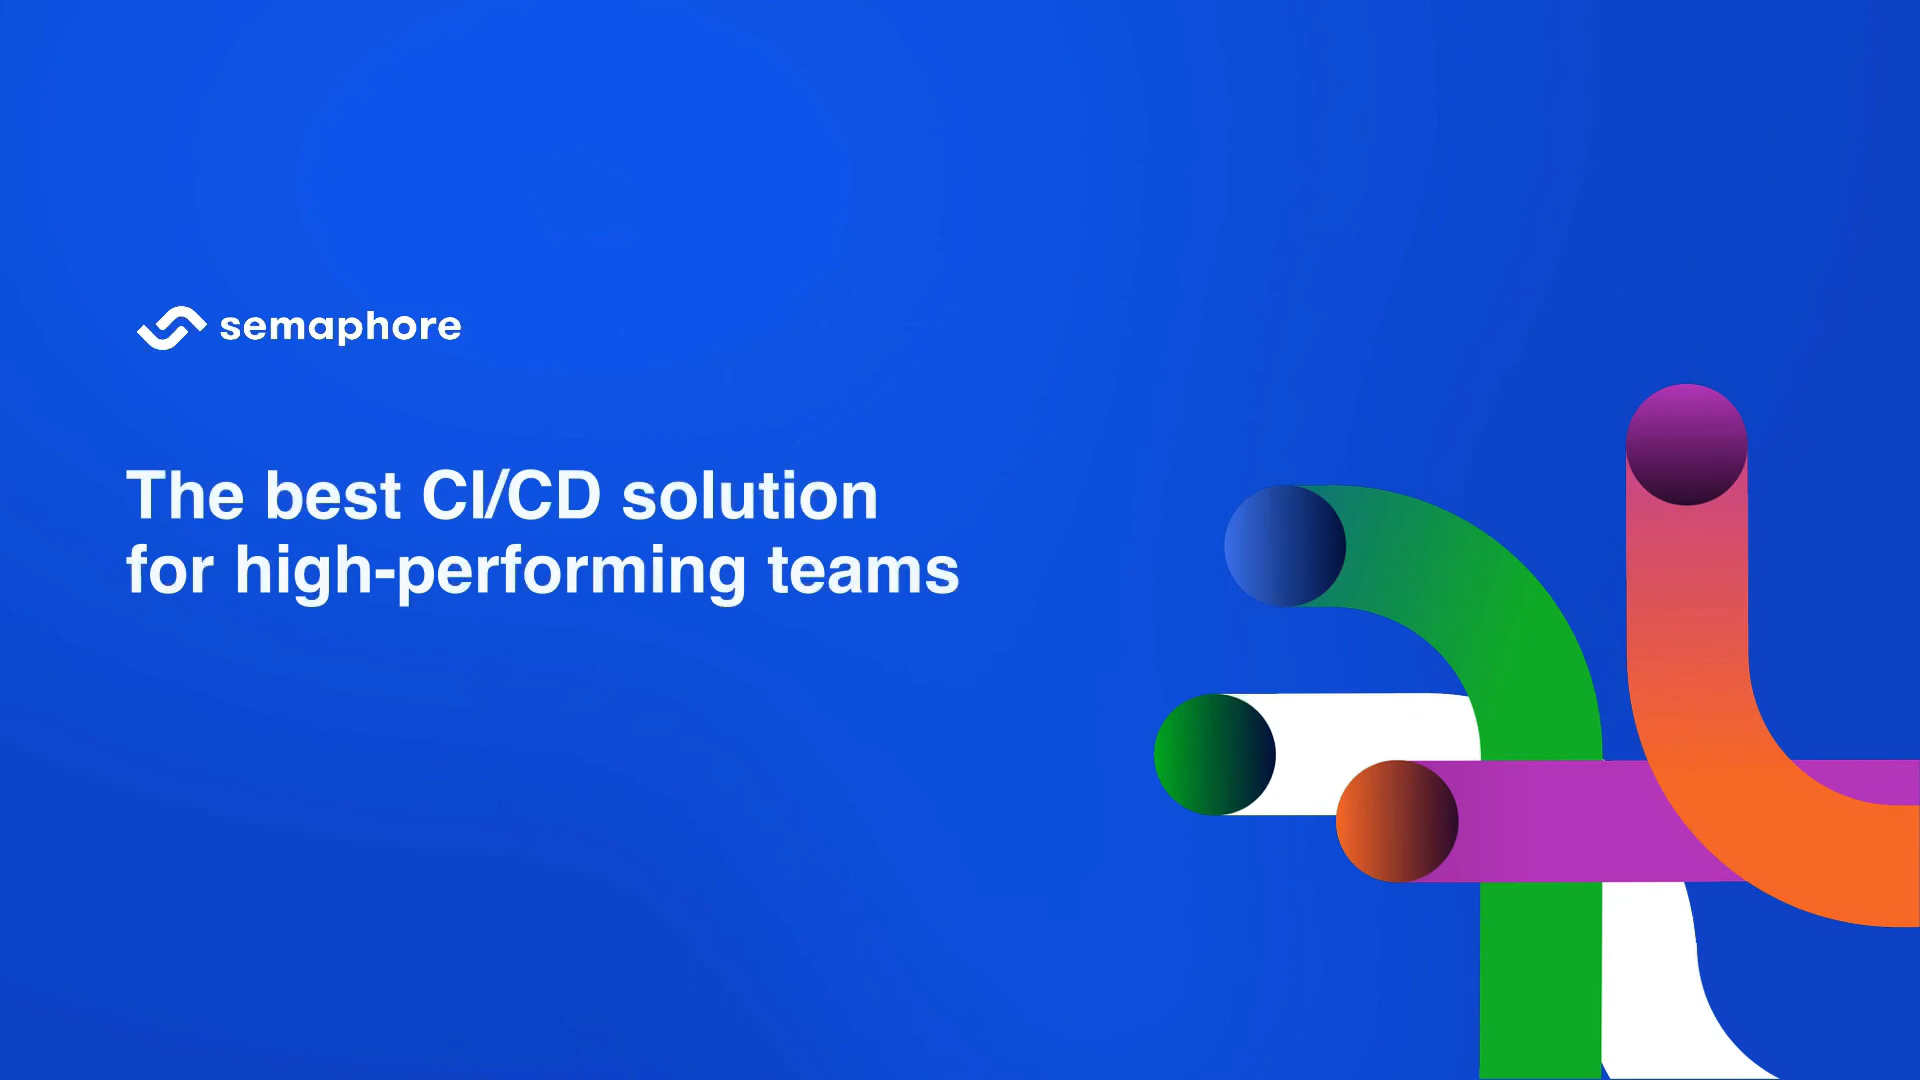 semaphore
The best CI/CD solution
for high-performing teams